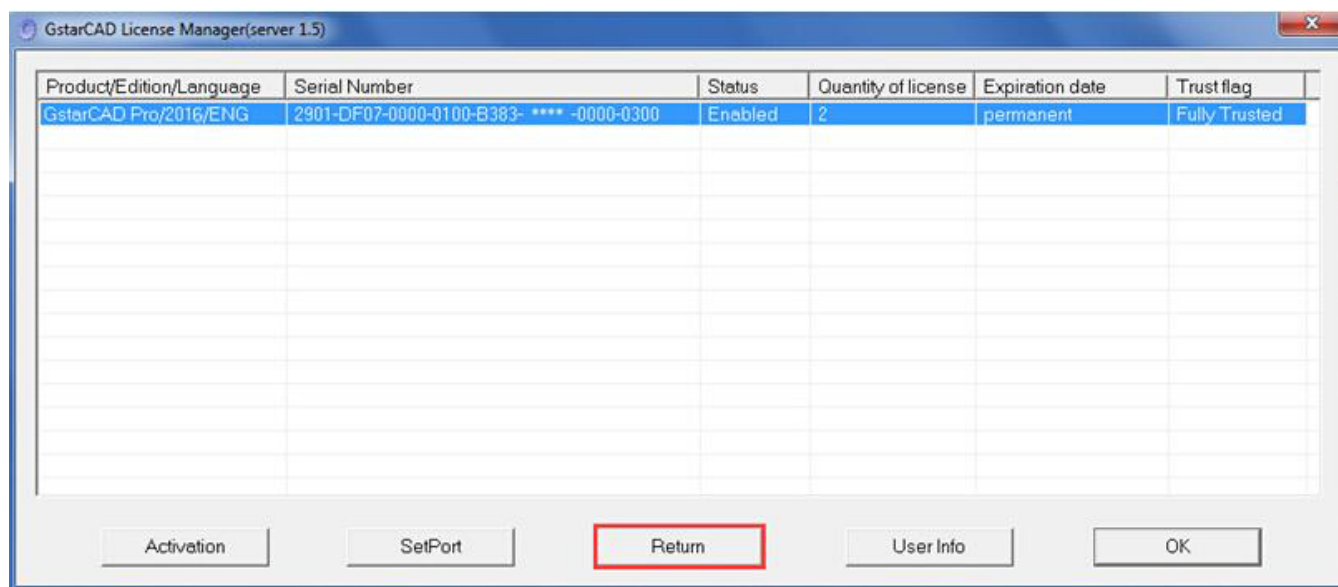 GstarCAD License Manager(server 1.5)
Product/Edition/Language Serial Number Status Quantity of license Expiration date Trust flag
GstarCAD Pro/2016/ENG 2901-DF07-0000-0100-B383- **** -0000-0300 Enabled 2 permanent Fully Trusted
Activation SetPort Return User Info OK